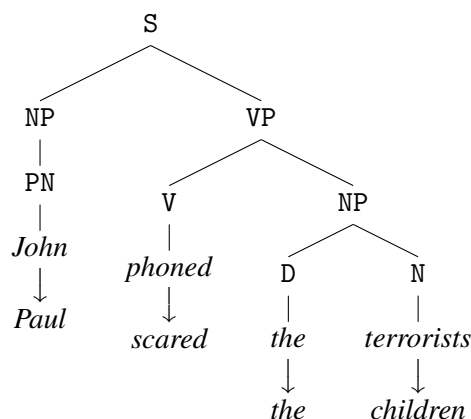 S
NP VP
PN V NP
John phoned D N
Paul scared the terrorists
the children